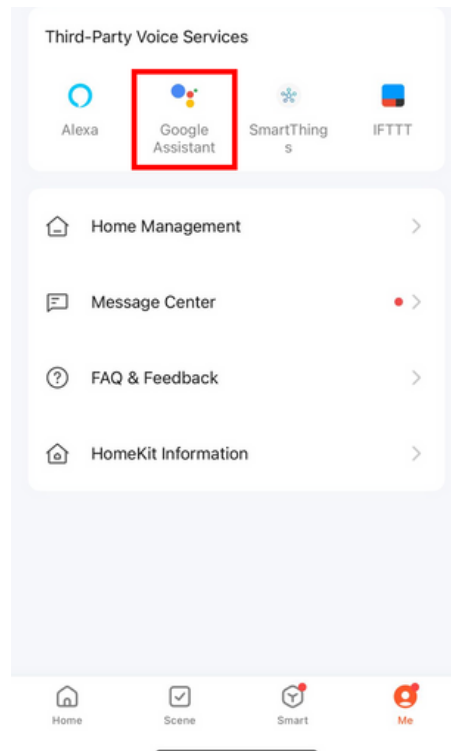 Third-Party Voice Services
Alexa
Google
Assistant
SmartThing
s
IFTTT
Home Management
Message Center
FAQ & Feedback
HomeKit Information
Home
Scene
Smart
Me